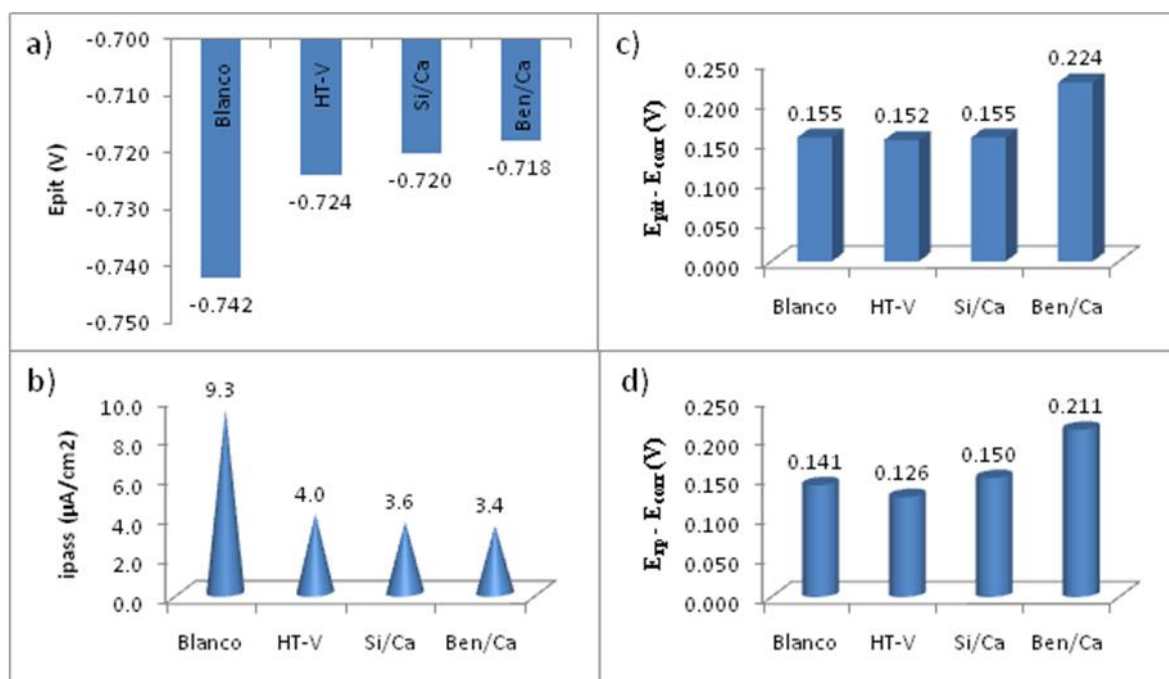 a)
Epit (V)
-0.700
-0.710
-0.720
-0.730
-0.740
-0.750
Blanco
HT-V
Si/Ca
Ben/Ca
-0.742
-0.724
-0.720
-0.718
c)
E_pit - E_corr (V)
0.250
0.200
0.150
0.100
0.050
0.000
0.155
0.152
0.155
0.224
Blanco HT-V Si/Ca Ben/Ca
b)
ipass (µA/cm2)
10.0
8.0
6.0
4.0
2.0
0.0
9.3
4.0
3.6
3.4
Blanco HT-V Si/Ca Ben/Ca
d)
E_rp - E_corr (V)
0.250
0.200
0.150
0.100
0.050
0.000
0.141
0.126
0.150
0.211
Blanco HT-V Si/Ca Ben/Ca